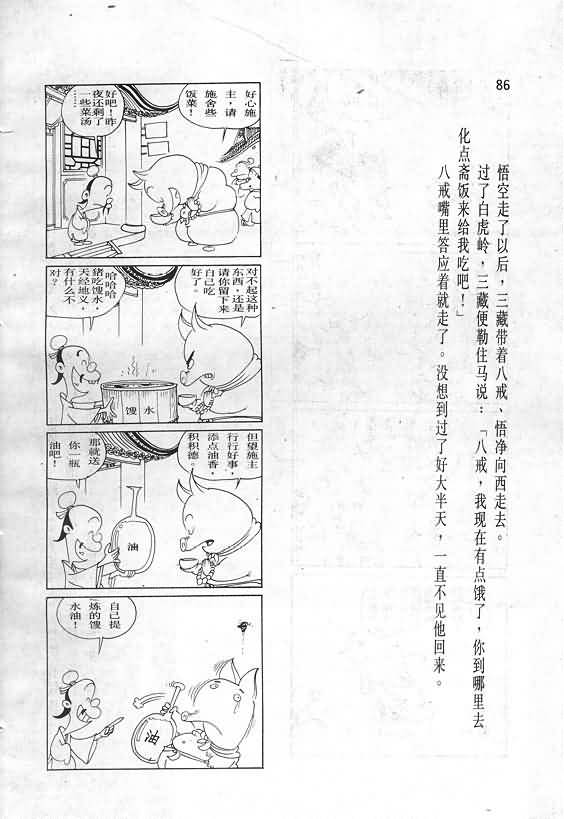 86
悟空走了以后，三藏带着八戒、悟净向西走去。
过了白虎岭，三藏便勒住马说：「八戒，我现在有点饿了，你到哪里去
化点斋饭来给我吃吧！」
八戒嘴里答应着就走了。没想到过了好大半天，一直不见他回来。
好心施
主，请
施舍些
饭菜！
好吧！昨
夜还剩了
一些菜汤
……
对不起这种
东西，还是
请你留下来
自己吃
好了。
哈哈哈
猪吃馊水，
天经地义，
有什么不
对？
馊水
但望施主
行行好事，
添点油香，
积积德。
那就送
你一瓶
油吧！
油
自己提
炼的馊
水油！
油